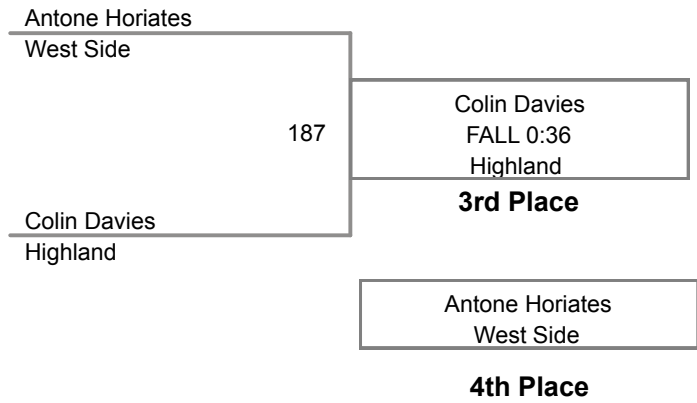 Antone Horiates
West Side
187
Colin Davies
FALL 0:36
Highland
3rd Place
Colin Davies
Highland
Antone Horiates
West Side
4th Place